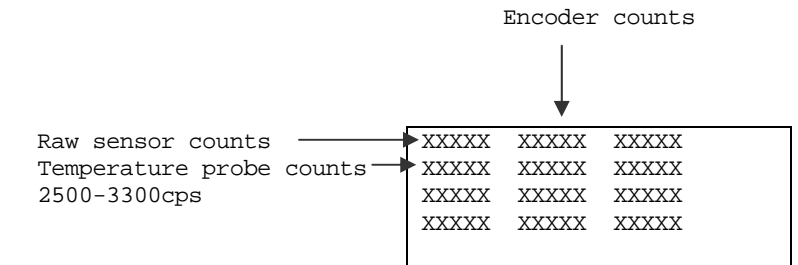 Encoder counts
Raw sensor counts XXXXX XXXXX XXXXX
Temperature probe counts XXXXX XXXXX XXXXX
2500-3300cps XXXXX XXXXX XXXXX
XXXXX XXXXX XXXXX